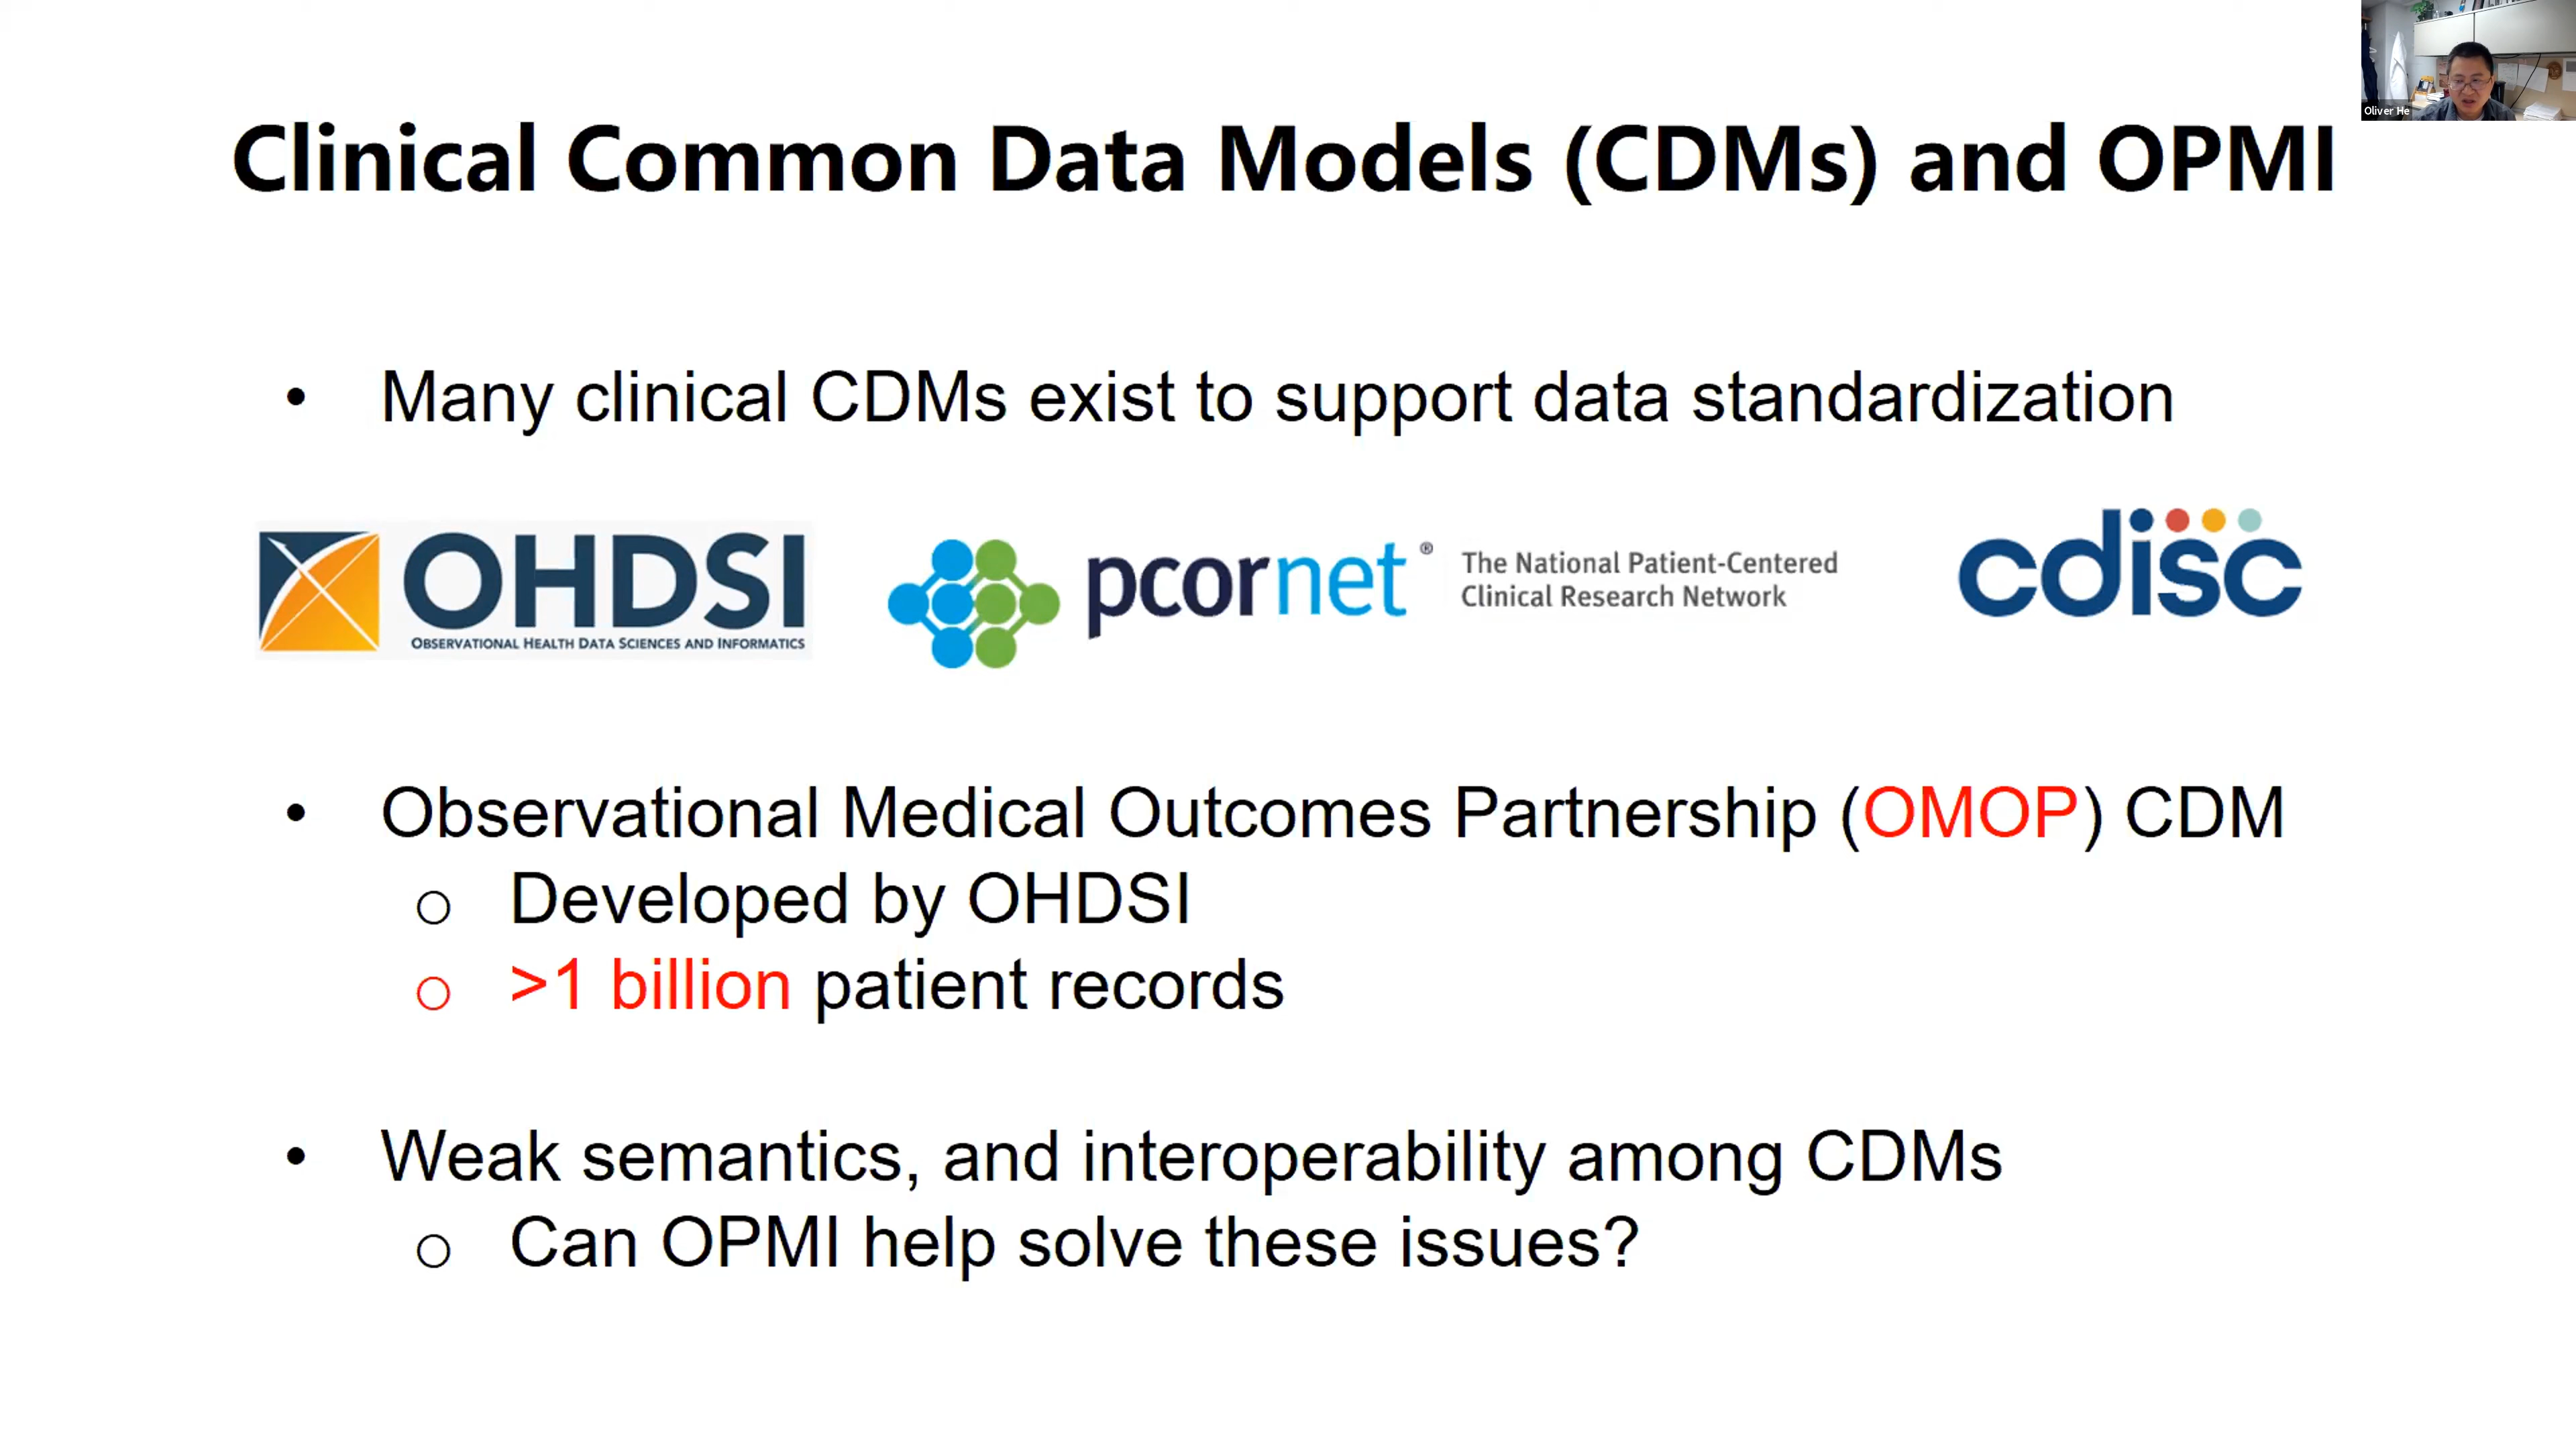 Oliver He
Clinical Common Data Models (CDMs) and OPMI
• Many clinical CDMs exist to support data standardization
OHDSI
OBSERVATIONAL HEALTH DATA SCIENCES AND INFORMATICS
pcornet®
The National Patient-Centered
Clinical Research Network
cdisc
• Observational Medical Outcomes Partnership (OMOP) CDM
o Developed by OHDSI
o >1 billion patient records
• Weak semantics, and interoperability among CDMs
o Can OPMI help solve these issues?